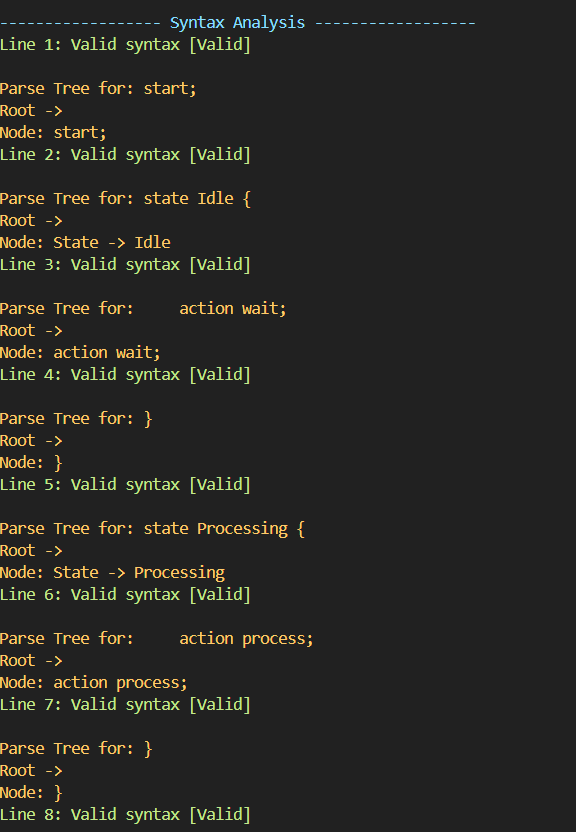 ------------------ Syntax Analysis ------------------
Line 1: Valid syntax [Valid]
Parse Tree for: start;
Root ->
Node: start;
Line 2: Valid syntax [Valid]
Parse Tree for: state Idle {
Root ->
Node: State -> Idle
Line 3: Valid syntax [Valid]
Parse Tree for:     action wait;
Root ->
Node: action wait;
Line 4: Valid syntax [Valid]
Parse Tree for: }
Root ->
Node: }
Line 5: Valid syntax [Valid]
Parse Tree for: state Processing {
Root ->
Node: State -> Processing
Line 6: Valid syntax [Valid]
Parse Tree for:     action process;
Root ->
Node: action process;
Line 7: Valid syntax [Valid]
Parse Tree for: }
Root ->
Node: }
Line 8: Valid syntax [Valid]